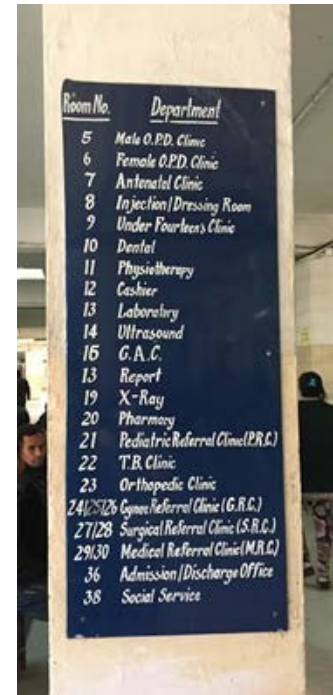 Room No. Department
5 Male O.P.D. Clinic
6 Female O.P.D. Clinic
7 Antenatal Clinic
8 Injection/Dressing Room
9 Under Fourteen's Clinic
10 Dental
11 Physiotherapy
12 Cashier
13 Laboratory
14 Ultrasound
16 G.A.C.
13 Report
19 X-Ray
20 Pharmacy
21 Pediatric Referral Clinic (P.R.C.)
22 T.B. Clinic
23 Orthopedic Clinic
24/25/26 Gynae Referral Clinic (G.R.C.)
27/28 Surgical Referral Clinic (S.R.C.)
29/30 Medical Referral Clinic (M.R.C.)
36 Admission/Discharge Office
38 Social Service